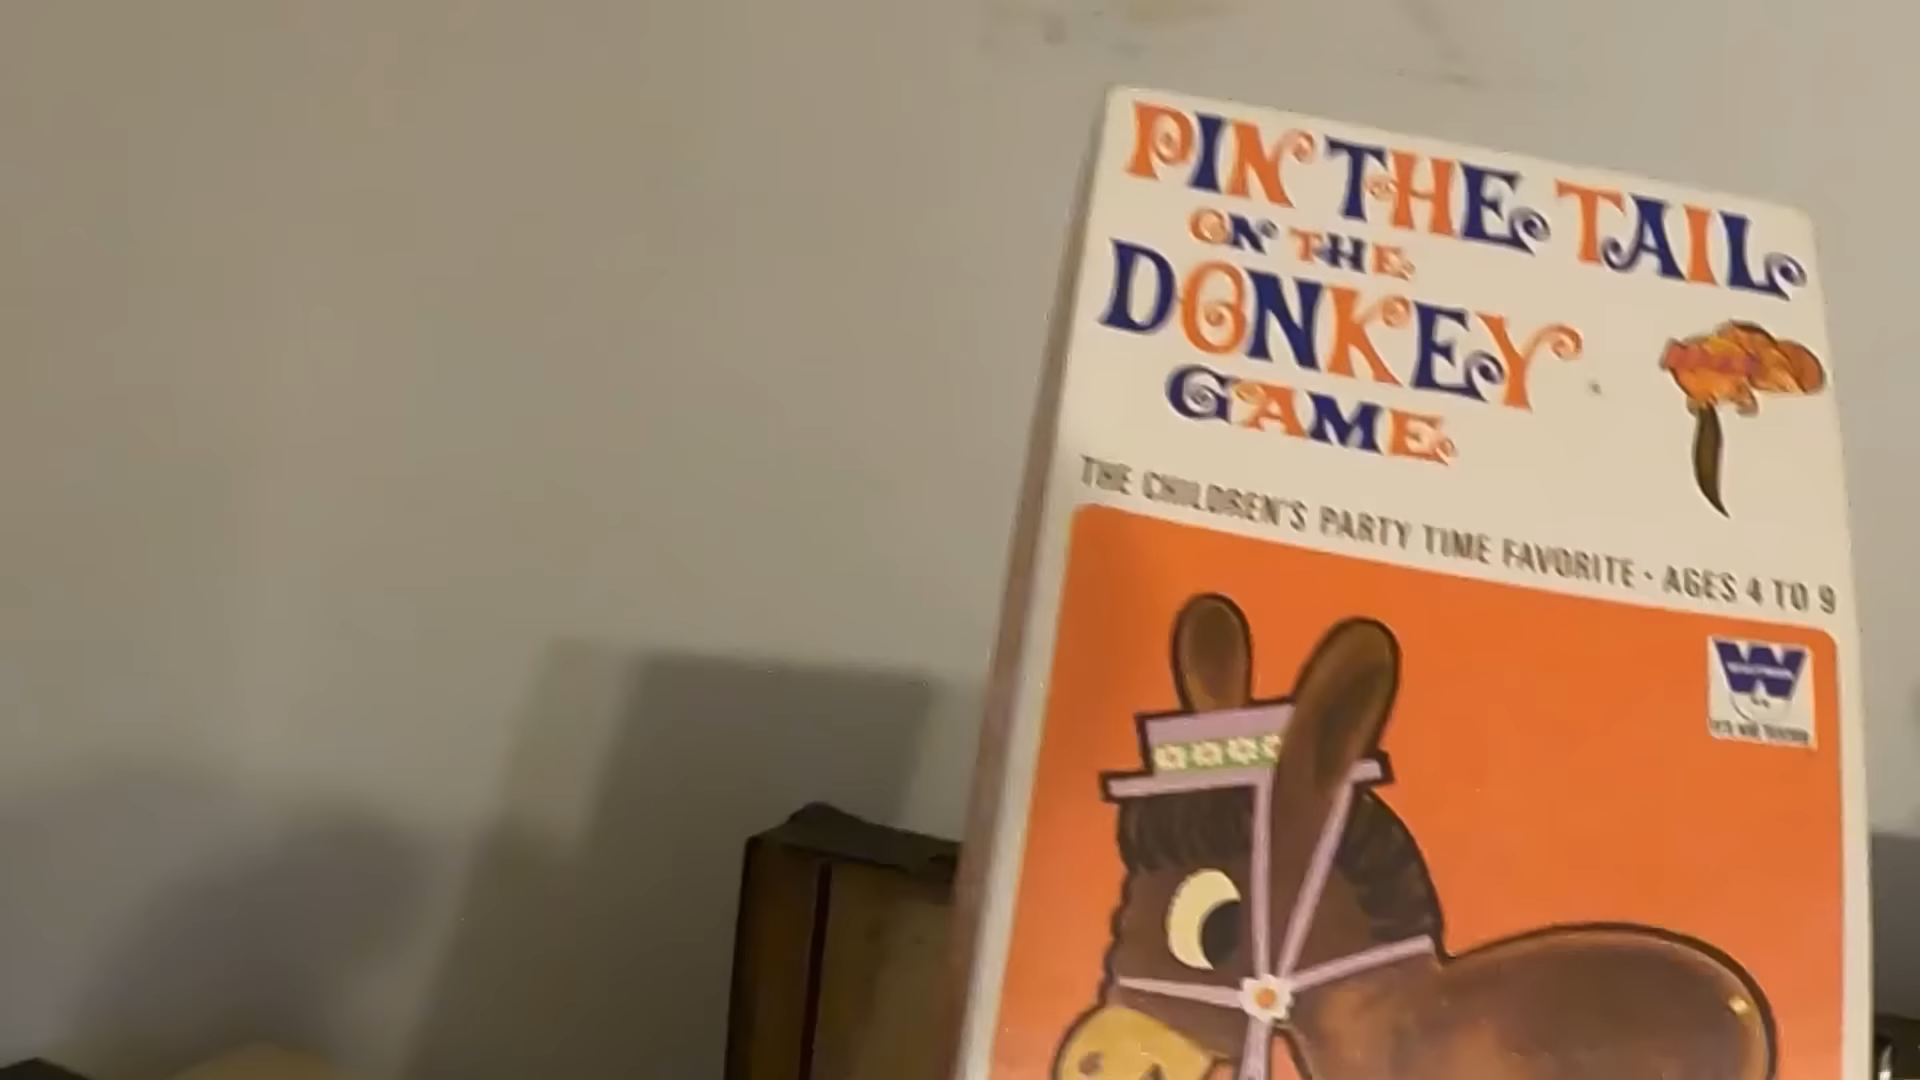 PIN THE TAIL
ON THE
DONKEY
GAME
THE CHILDREN'S PARTY TIME FAVORITE · AGES 4 TO 9
W